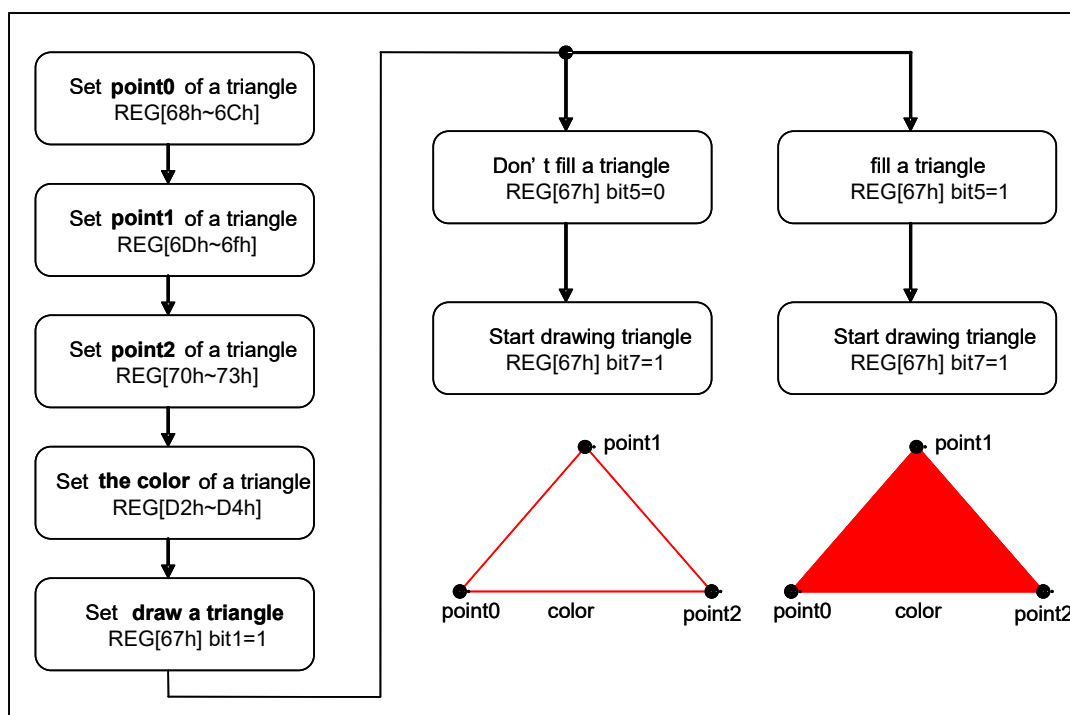 Set point0 of a triangle
REG[68h~6Ch]
Set point1 of a triangle
REG[6Dh~6fh]
Set point2 of a triangle
REG[70h~73h]
Set the color of a triangle
REG[D2h~D4h]
Set draw a triangle
REG[67h] bit1=1
Don' t fill a triangle
REG[67h] bit5=0
Start drawing triangle
REG[67h] bit7=1
fill a triangle
REG[67h] bit5=1
Start drawing triangle
REG[67h] bit7=1
point1
point0
color
point2
point1
point0
color
point2